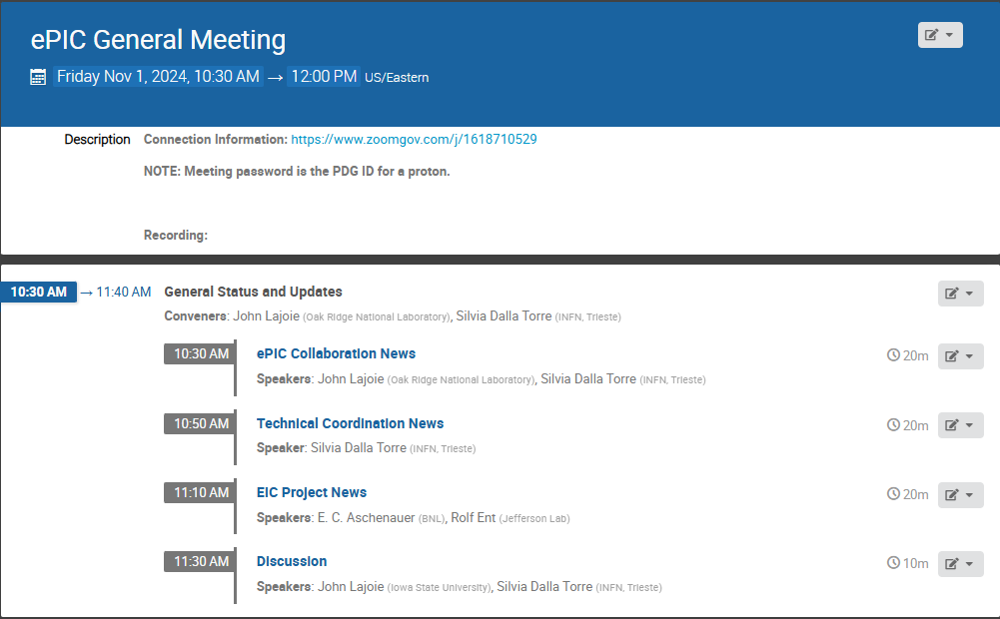 ePIC General Meeting
Friday Nov 1, 2024, 10:30 AM → 12:00 PM US/Eastern
Description Connection Information: https://www.zoomgov.com/j/1618710529
NOTE: Meeting password is the PDG ID for a proton.
Recording:
10:30 AM → 11:40 AM General Status and Updates
Conveners: John Lajoie (Oak Ridge National Laboratory), Silvia Dalla Torre (INFN, Trieste)
10:30 AM ePIC Collaboration News 20m
Speakers: John Lajoie (Oak Ridge National Laboratory), Silvia Dalla Torre (INFN, Trieste)
10:50 AM Technical Coordination News 20m
Speaker: Silvia Dalla Torre (INFN, Trieste)
11:10 AM EIC Project News 20m
Speakers: E. C. Aschenauer (BNL), Rolf Ent (Jefferson Lab)
11:30 AM Discussion 10m
Speakers: John Lajoie (Iowa State University), Silvia Dalla Torre (INFN, Trieste)